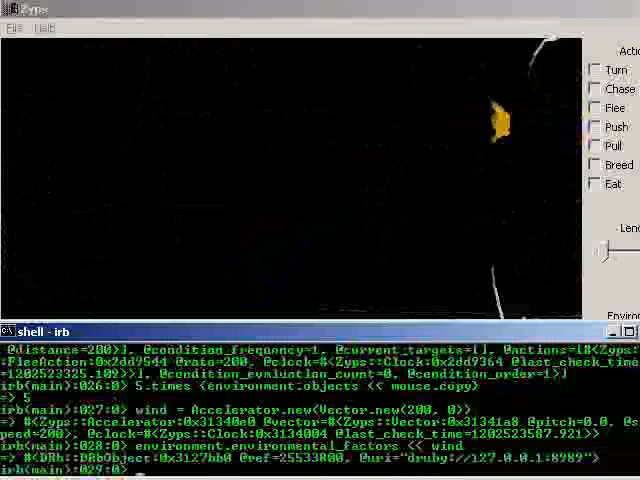 Zyps
File Help
Actio
Turn
Chase
Flee
Push
Pull
Breed
Eat
Leng
Environ
shell - irb
 @distance=200>], @condition_frequency=1, @current_targets=[], @actions=[#<Zyps:
:FleeAction:0x2dd9544 @rate=200, @clock=#<Zyps::Clock:0x2dd9364 @last_check_time
=1202523325.109>>], @condition_evaluation_count=0, @condition_order=1>]
irb(main):026:0> 5.times {environment.objects << mouse.copy}
=> 5
irb(main):027:0> wind = Accelerator.new(Vector.new(200, 0))
=> #<Zyps::Accelerator:0x31340e0 @vector=#<Zyps::Vector:0x31341a8 @pitch=0.0, @s
peed=200>, @clock=#<Zyps::Clock:0x3134004 @last_check_time=1202523587.921>>
irb(main):028:0> environment.environmental_factors << wind
=> #<DRb::DRbObject:0x3127bb0 @ref=25533800, @uri="druby://127.0.0.1:8989">
irb(main):029:0>